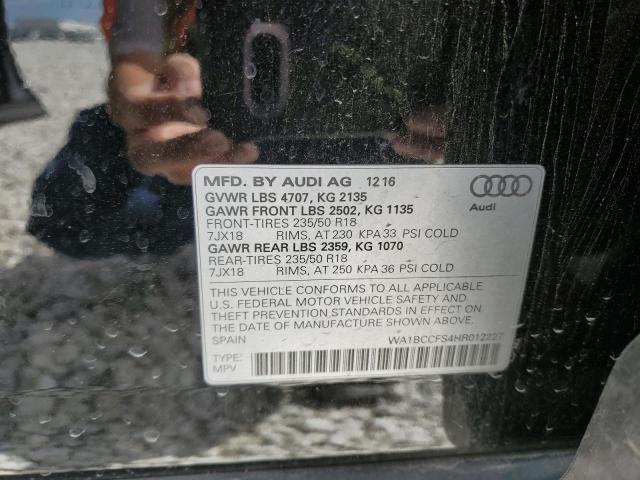 MFD. BY AUDI AG 12 16
GVWR LBS 4707, KG 2135
GAWR FRONT LBS 2502, KG 1135
FRONT-TIRES 235/50 R18
7JX18 RIMS, AT 230 KPA 33 PSI COLD
GAWR REAR LBS 2359, KG 1070
REAR-TIRES 235/50 R18
7JX18 RIMS, AT 250 KPA 36 PSI COLD
Audi
THIS VEHICLE CONFORMS TO ALL APPLICABLE
U.S. FEDERAL MOTOR VEHICLE SAFETY AND
THEFT PREVENTION STANDARDS IN EFFECT ON
THE DATE OF MANUFACTURE SHOWN ABOVE.
SPAIN WA1BCCFS4HR012227
TYPE:
MPV